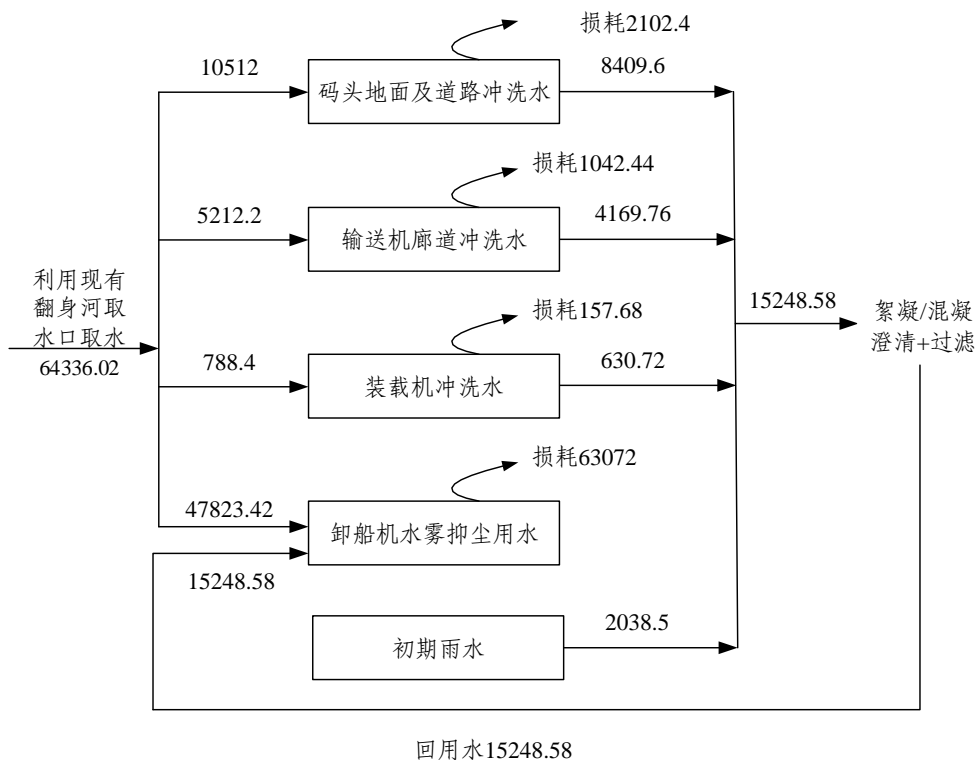 损耗2102.4
10512
码头地面及道路冲洗水
8409.6
损耗1042.44
5212.2
输送机廊道冲洗水
4169.76
利用现有
翻身河取
水口取水
64336.02
损耗157.68
788.4
装载机冲洗水
630.72
15248.58
絮凝/混凝
澄清+过滤
损耗63072
47823.42
卸船机水雾抑尘用水
15248.58
初期雨水
2038.5
回用水15248.58